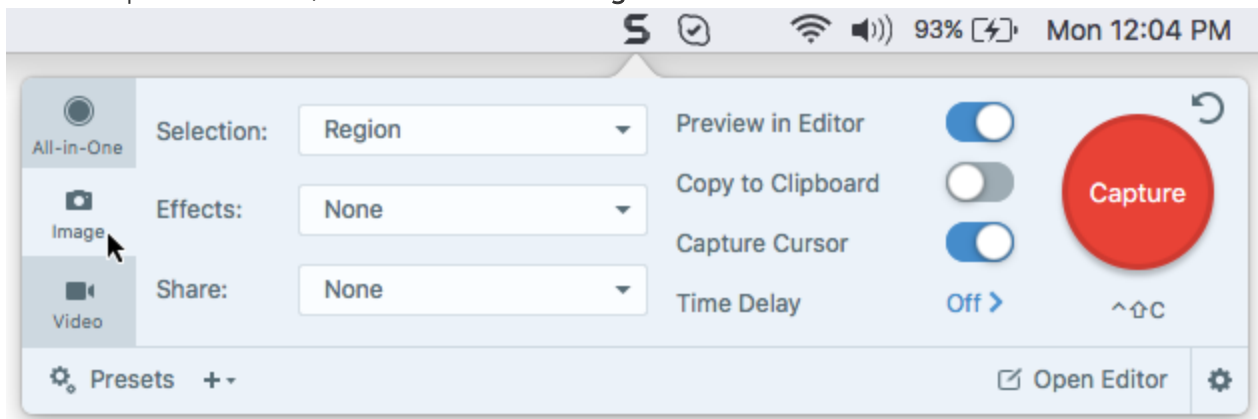 93% Mon 12:04 PM
All-in-One
Image
Video
Selection: Region
Effects: None
Share: None
Preview in Editor
Copy to Clipboard
Capture Cursor
Time Delay Off >
Capture
^⇧C
Presets +
Open Editor